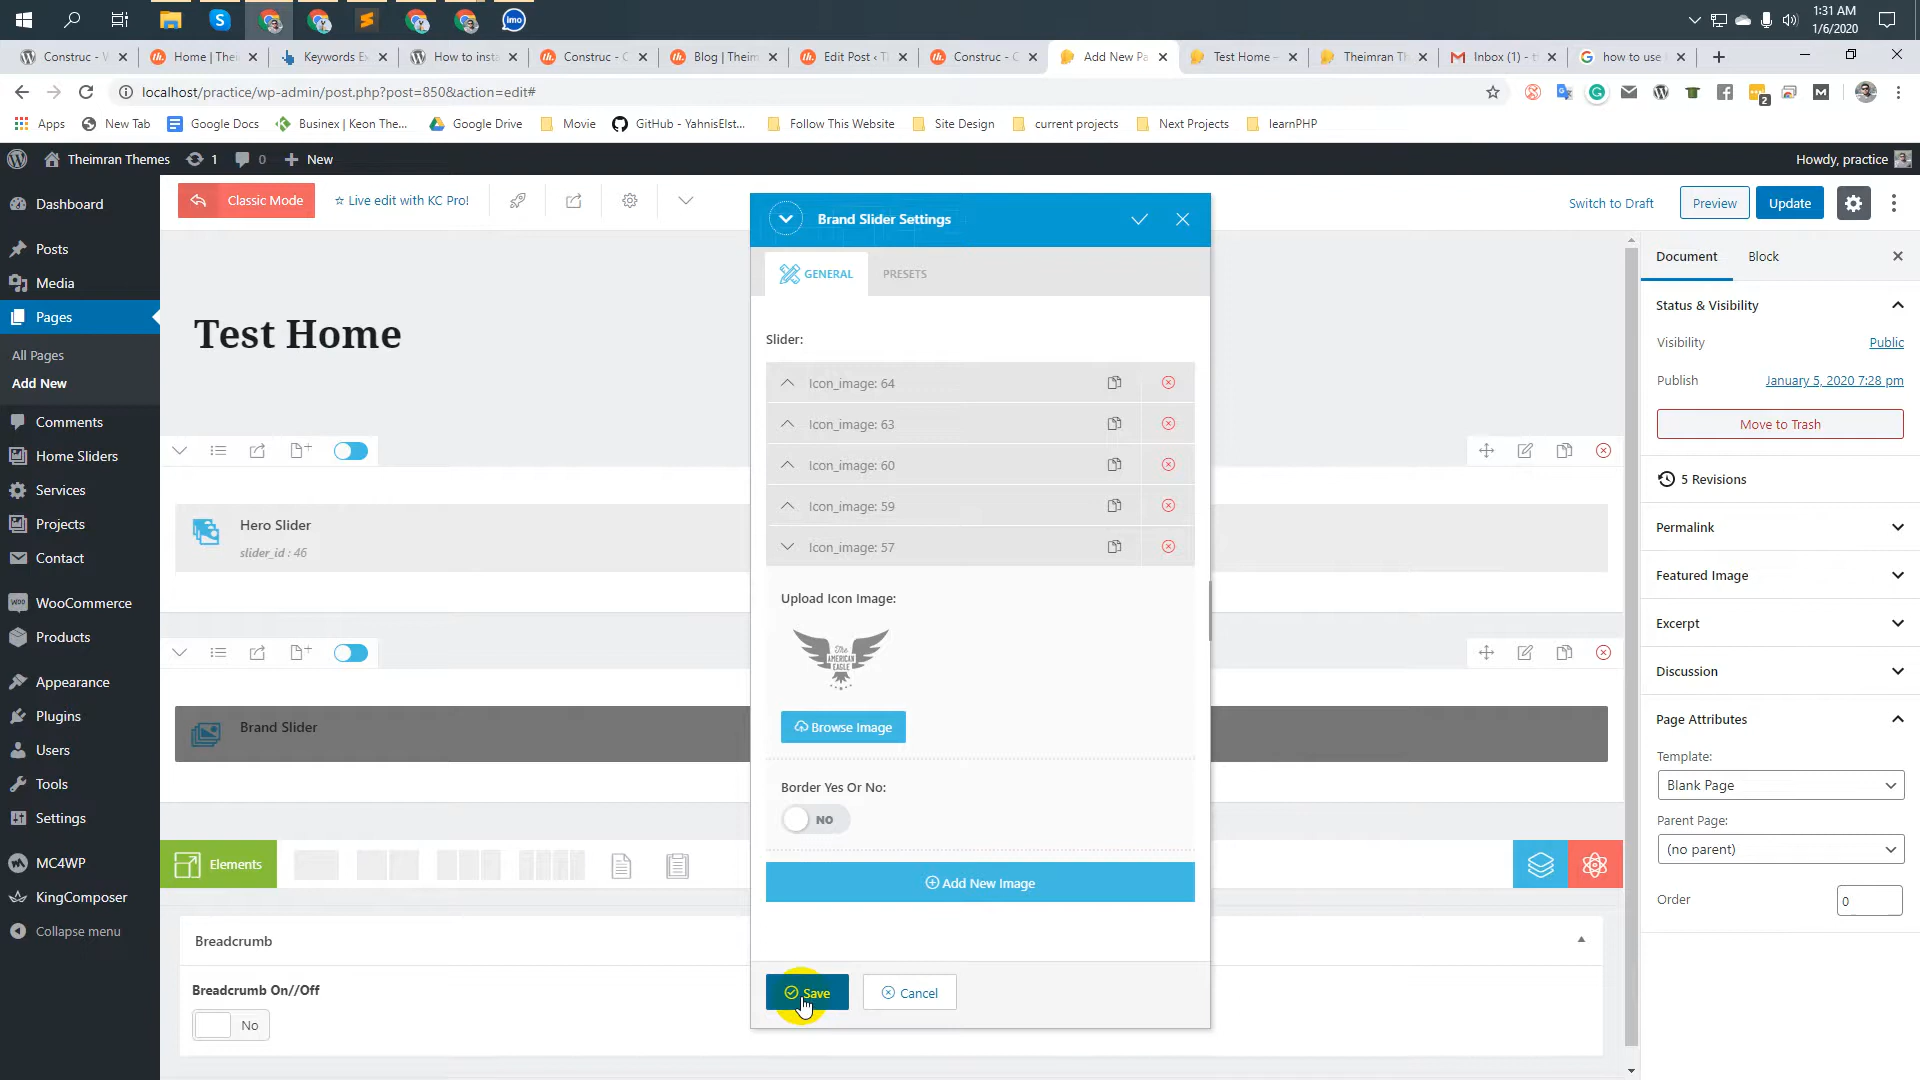 1:31 AM
1/6/2020
imo
Construc - W
Home | Thei
Keywords Ex
How to insta
Construc - C
Blog | Theim
Edit Post ‹ T
Construc - C
Add New Pa
Test Home –
Theimran Th
Inbox (1) - t
how to use
localhost/practice/wp-admin/post.php?post=850&action=edit#
2
Apps
New Tab
Google Docs
Businex | Keon The...
Google Drive
Movie
GitHub - YahnisElst...
Follow This Website
Site Design
current projects
Next Projects
learnPHP
Theimran Themes
1
0
New
Howdy, practice
Dashboard
Posts
Media
Pages
All Pages
Add New
Comments
Home Sliders
Services
Projects
Contact
WooCommerce
Products
Appearance
Plugins
Users
Tools
Settings
MC4WP
KingComposer
Collapse menu
Classic Mode
☆ Live edit with KC Pro!
Switch to Draft
Preview
Update
Test Home
Hero Slider
slider_id : 46
Brand Slider
Elements
Breadcrumb
Breadcrumb On//Off
No
Brand Slider Settings
GENERAL
PRESETS
Slider:
Icon_image: 64
Icon_image: 63
Icon_image: 60
Icon_image: 59
Icon_image: 57
Upload Icon Image:
The
AMERICAN
EAGLE
Browse Image
Border Yes Or No:
NO
Add New Image
Save
Cancel
Document
Block
Status & Visibility
Visibility
Public
Publish
January 5, 2020 7:28 pm
Move to Trash
5 Revisions
Permalink
Featured Image
Excerpt
Discussion
Page Attributes
Template:
Blank Page
Parent Page:
(no parent)
Order
0